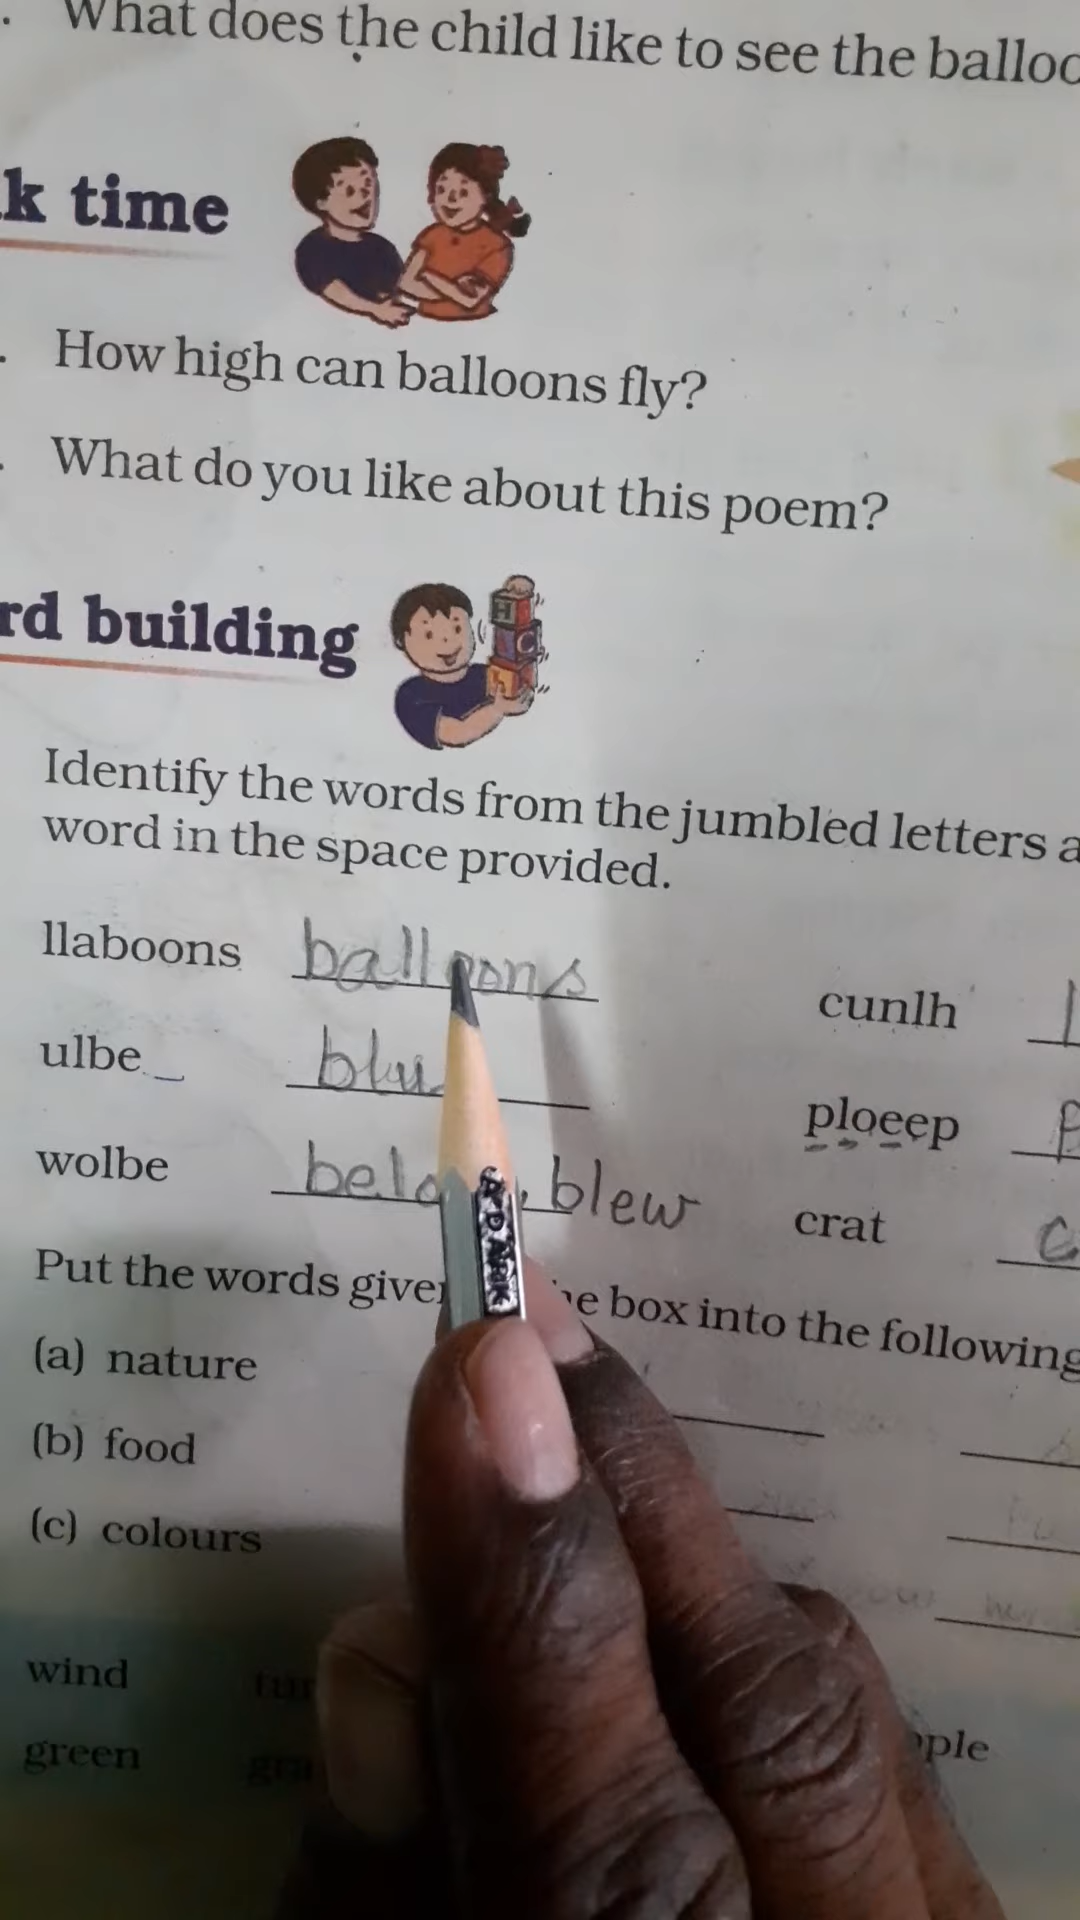 . What does the child like to see the balloo
k time
. How high can balloons fly?
. What do you like about this poem?
rd building
H
C
Identify the words from the jumbled letters a
word in the space provided.
llaboons balloons cunlh
ulbe blu ploeep
wolbe belo , blew crat c
Put the words give box into the following
(a) nature
(b) food
(c) colours
wind
green ple